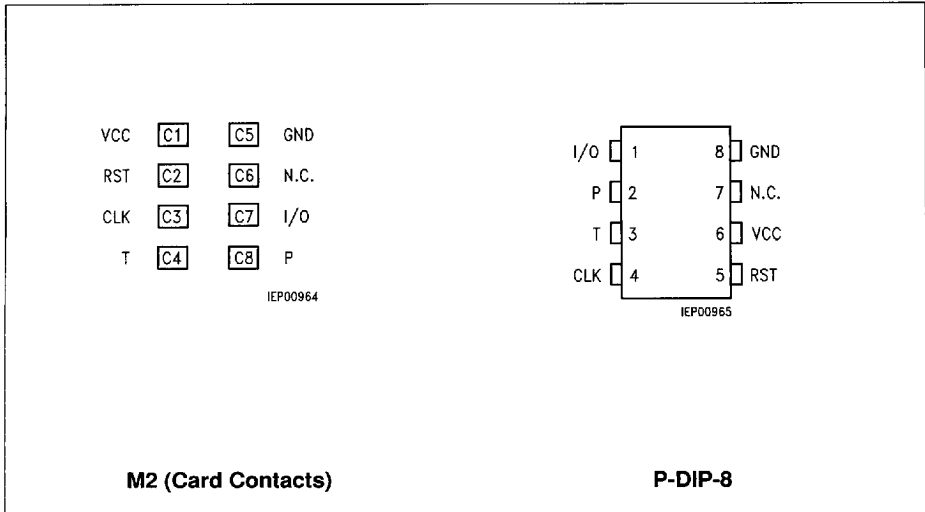 VCC C1 C5 GND
RST C2 C6 N.C.
CLK C3 C7 I/O
T C4 C8 P
IEP00964
I/O 1 8 GND
P 2 7 N.C.
T 3 6 VCC
CLK 4 5 RST
IEP00965
M2 (Card Contacts)
P-DIP-8